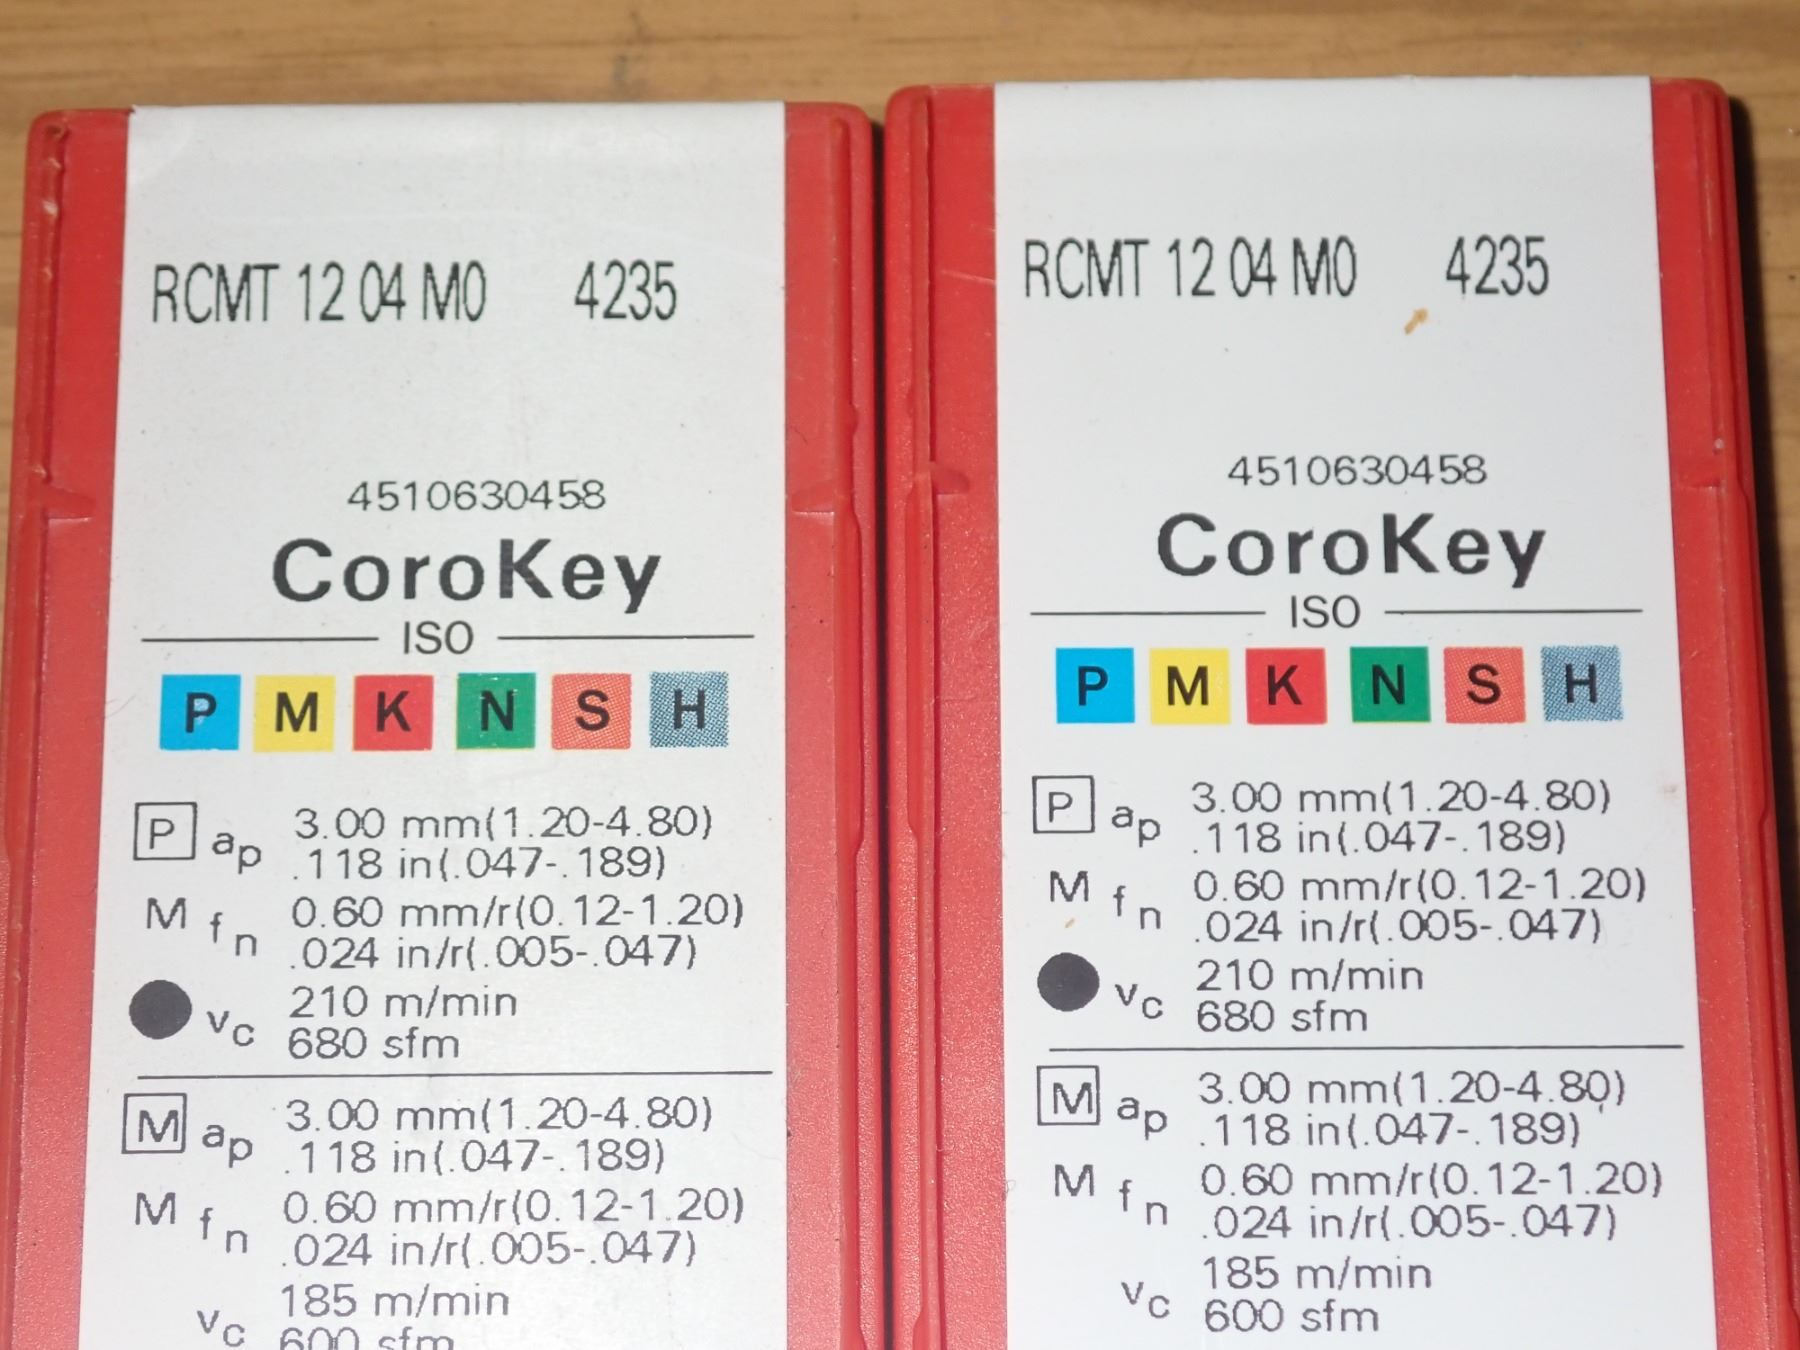 RCMT 12 04 M0 4235
4510630458
CoroKey
ISO
P M K N S H
P ap 3.00 mm(1.20-4.80)
.118 in(.047-.189)
M fn 0.60 mm/r(0.12-1.20)
.024 in/r(.005-.047)
vc 210 m/min
680 sfm
M ap 3.00 mm(1.20-4.80)
.118 in(.047-.189)
M fn 0.60 mm/r(0.12-1.20)
.024 in/r(.005-.047)
vc 185 m/min
600 sfm
RCMT 12 04 M0 4235
4510630458
CoroKey
ISO
P M K N S H
P ap 3.00 mm(1.20-4.80)
.118 in(.047-.189)
M fn 0.60 mm/r(0.12-1.20)
.024 in/r(.005-.047)
vc 210 m/min
680 sfm
M ap 3.00 mm(1.20-4.80)
.118 in(.047-.189)
M fn 0.60 mm/r(0.12-1.20)
.024 in/r(.005-.047)
vc 185 m/min
600 sfm